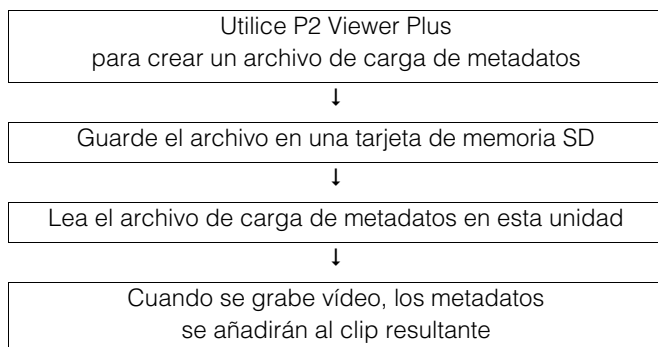 Utilice P2 Viewer Plus
para crear un archivo de carga de metadatos
↓
Guarde el archivo en una tarjeta de memoria SD
↓
Lea el archivo de carga de metadatos en esta unidad
↓
Cuando se grabe vídeo, los metadatos
se añadirán al clip resultante